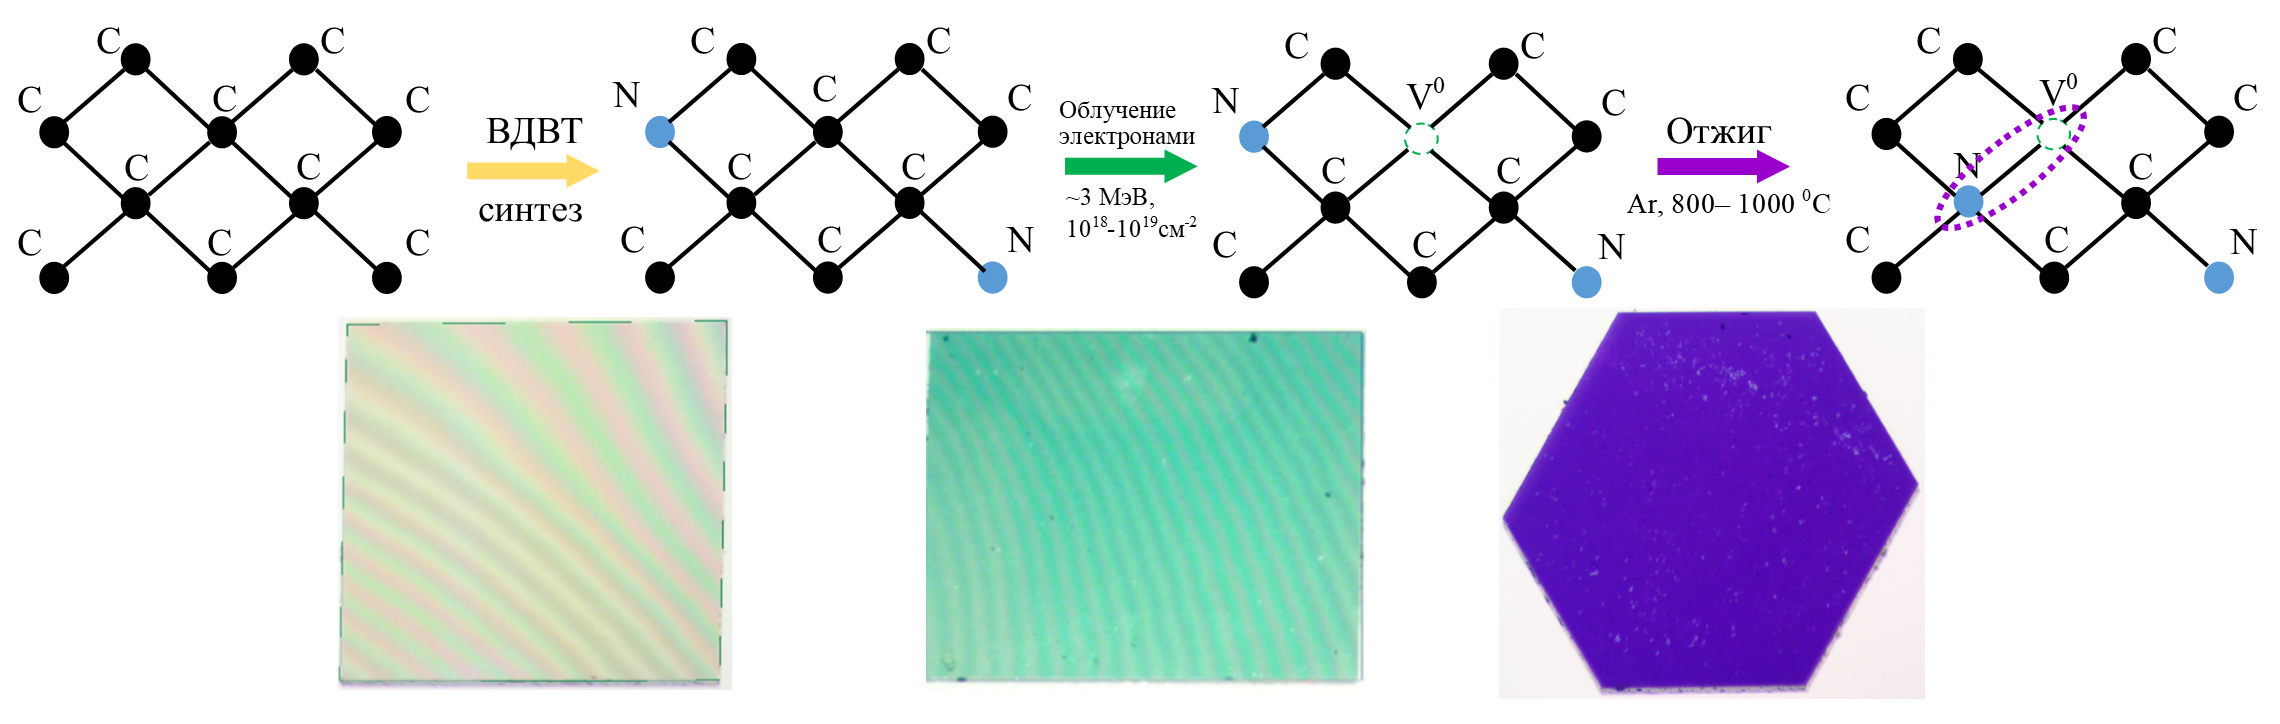 C C
C C C
C C
C C C
ВДВТ
синтез
C C
N C C
C C
C C N
Облучение
электронами
~3 МэВ,
10¹⁸-10¹⁹см⁻²
C C
N V⁰ C
C C
C C N
Отжиг
Ar, 800– 1000 ⁰C
C C
C V⁰ C
N C
C C N